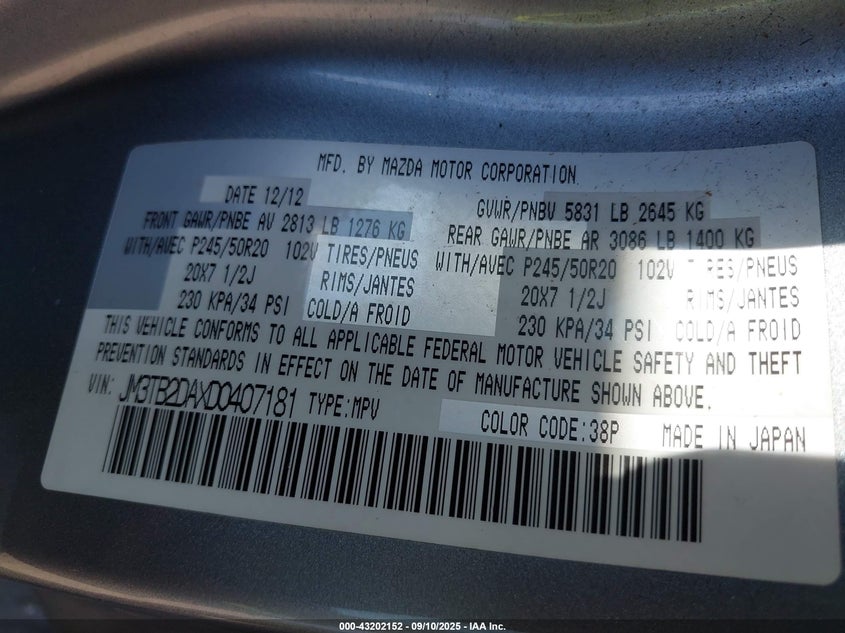 MFD. BY MAZDA MOTOR CORPORATION
DATE 12/12
GVWR/PNBV 5831 LB 2645 KG
FRONT GAWR/PNBE AV 2813 LB 1276 KG
REAR GAWR/PNBE AR 3086 LB 1400 KG
WITH/AVEC P245/50R20 102V TIRES/PNEUS
WITH/AVEC P245/50R20 102V TIRES/PNEUS
20X7 1/2J RIMS/JANTES
20X7 1/2J RIMS/JANTES
230 KPA/34 PSI COLD/A FROID
230 KPA/34 PSI COLD/A FROID
THIS VEHICLE CONFORMS TO ALL APPLICABLE FEDERAL MOTOR VEHICLE SAFETY AND THEFT
PREVENTION STANDARDS IN EFFECT ON THE DATE OF MANUFACTURE SHOWN ABOVE.
VIN: JM3TB2DAXD0407181 TYPE:MPV
COLOR CODE:38P MADE IN JAPAN
000-43202152 - 09/10/2025 - IAA Inc.